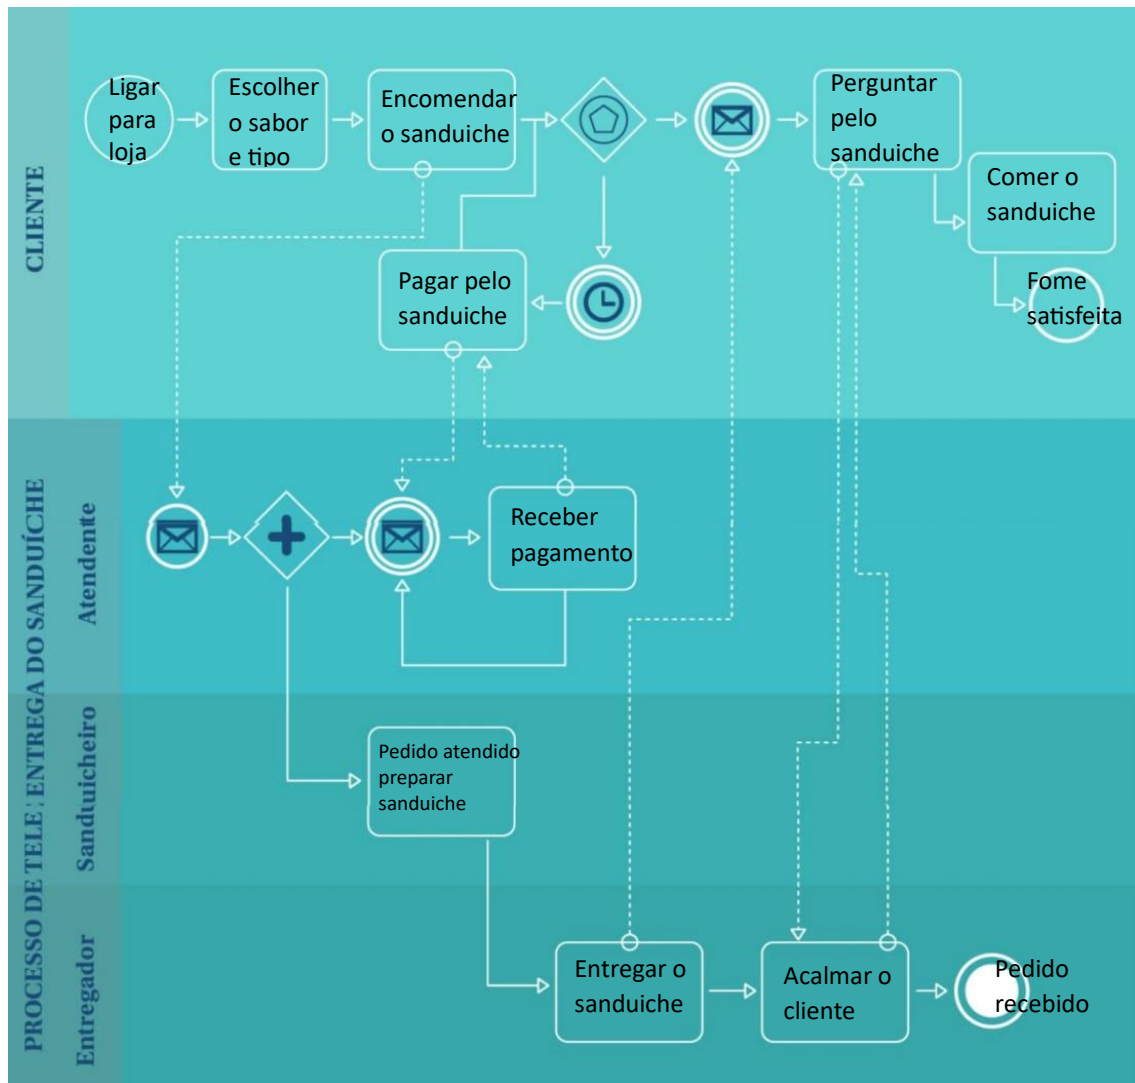 CLIENTE
Ligar
para
loja
Escolher
o sabor
e tipo
Encomendar
o sanduiche
Perguntar
pelo
sanduiche
Comer o
sanduiche
Fome
satisfeita
Pagar pelo
sanduiche
PROCESSO DE TELE ENTREGA DO SANDUÍCHE
Atendente
Receber
pagamento
Sanduicheiro
Pedido atendido
preparar
sanduiche
Entregador
Entregar o
sanduiche
Acalmar o
cliente
Pedido
recebido